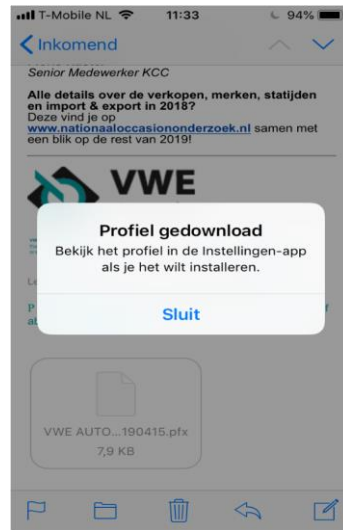 T-Mobile NL 11:33 94%
Inkomend
Senior Medewerker KCC
Alle details over de verkopen, merken, statijden
en import & export in 2018?
Deze vind je op
www.nationaaloccasiononderzoek.nl samen met
een blik op de rest van 2019!
VWE
Profiel gedownload
Bekijk het profiel in de Instellingen-app
als je het wilt installeren.
Sluit
VWE AUTO...190415.pfx
7,9 KB